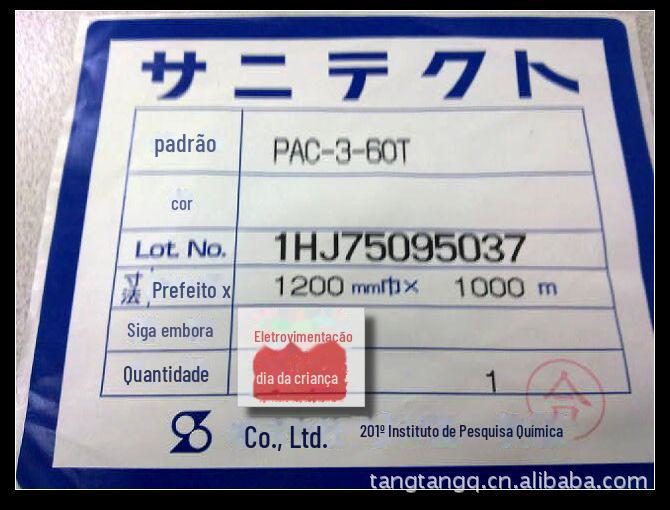 サニテクト
padrão PAC-3-60T
cor
Lot. No. 1HJ75095037
寸法, Prefeito x 1200 mm巾× 1000 m
Siga embora
Eletrovimentação
Quantidade dia da criança 1 合
Co., Ltd. 201º Instituto de Pesquisa Química
tangtangq.cn.alibaba.com